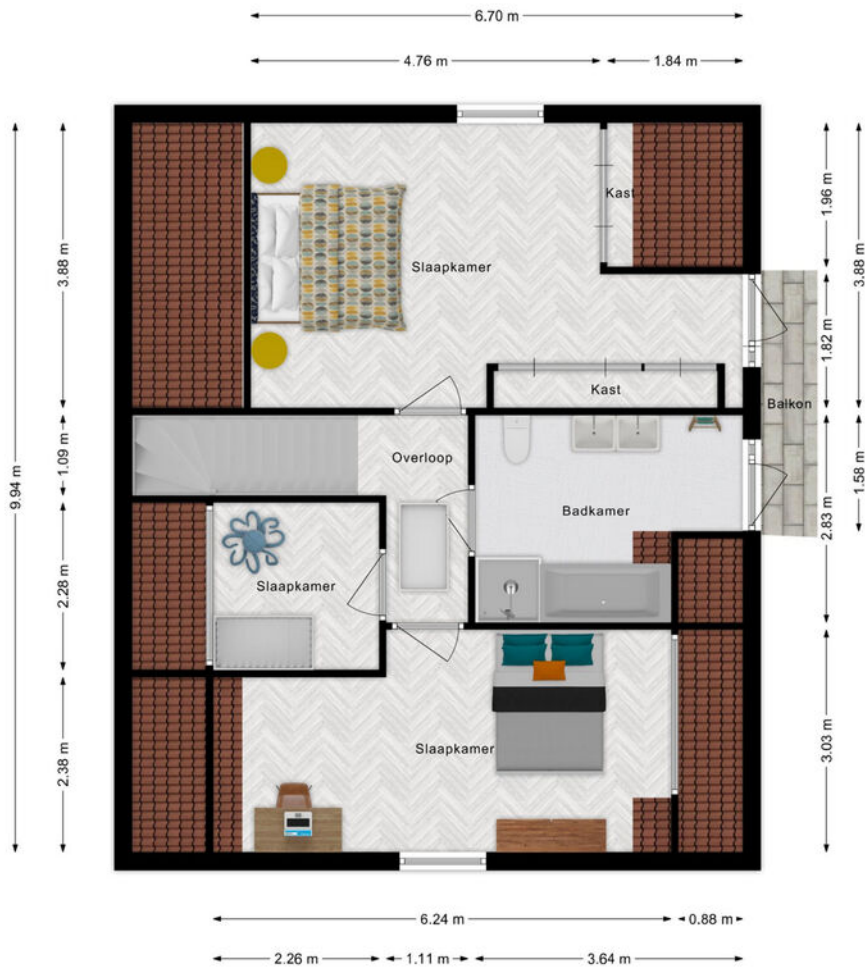 6.70 m
4.76 m
1.84 m
Kast
1.96 m
Slaapkamer
3.88 m
3.88 m
1.82 m
Kast
Balkon
9.94 m
1.09 m
Overloop
1.58 m
Badkamer
2.83 m
2.28 m
Slaapkamer
Slaapkamer
2.38 m
3.03 m
6.24 m
0.88 m
2.26 m
1.11 m
3.64 m